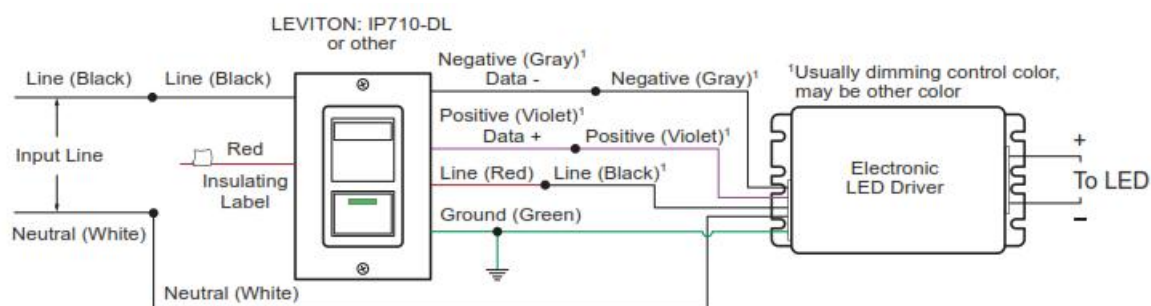 LEVITON: IP710-DL
or other
Line (Black)
Line (Black)
Negative (Gray)¹
Data -
Negative (Gray)¹
¹Usually dimming control color,
may be other color
Positive (Violet)¹
Data +
Positive (Violet)¹
Input Line
Red
Insulating
Label
Line (Red)
Line (Black)¹
Electronic
LED Driver
+
To LED
−
Ground (Green)
Neutral (White)
Neutral (White)